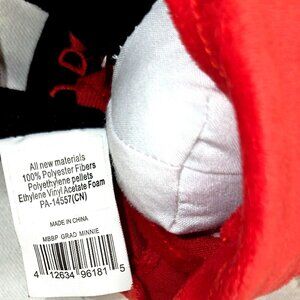 All new materials
100% Polyester Fibers
Polyethylene pellets
Ethylene Vinyl Acetate Foam
PA-14557(CN)
MADE IN CHINA
MBBP GRAD MINNIE
4 12634 96181 5